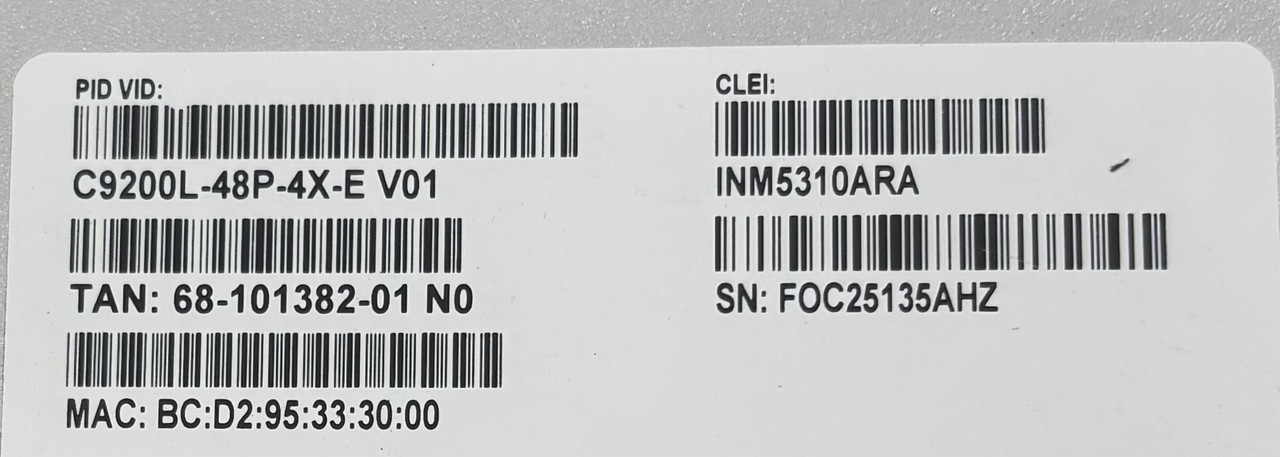 PID VID:
C9200L-48P-4X-E V01
TAN: 68-101382-01 N0
MAC: BC:D2:95:33:30:00
CLEI:
INM5310ARA
SN: FOC25135AHZ